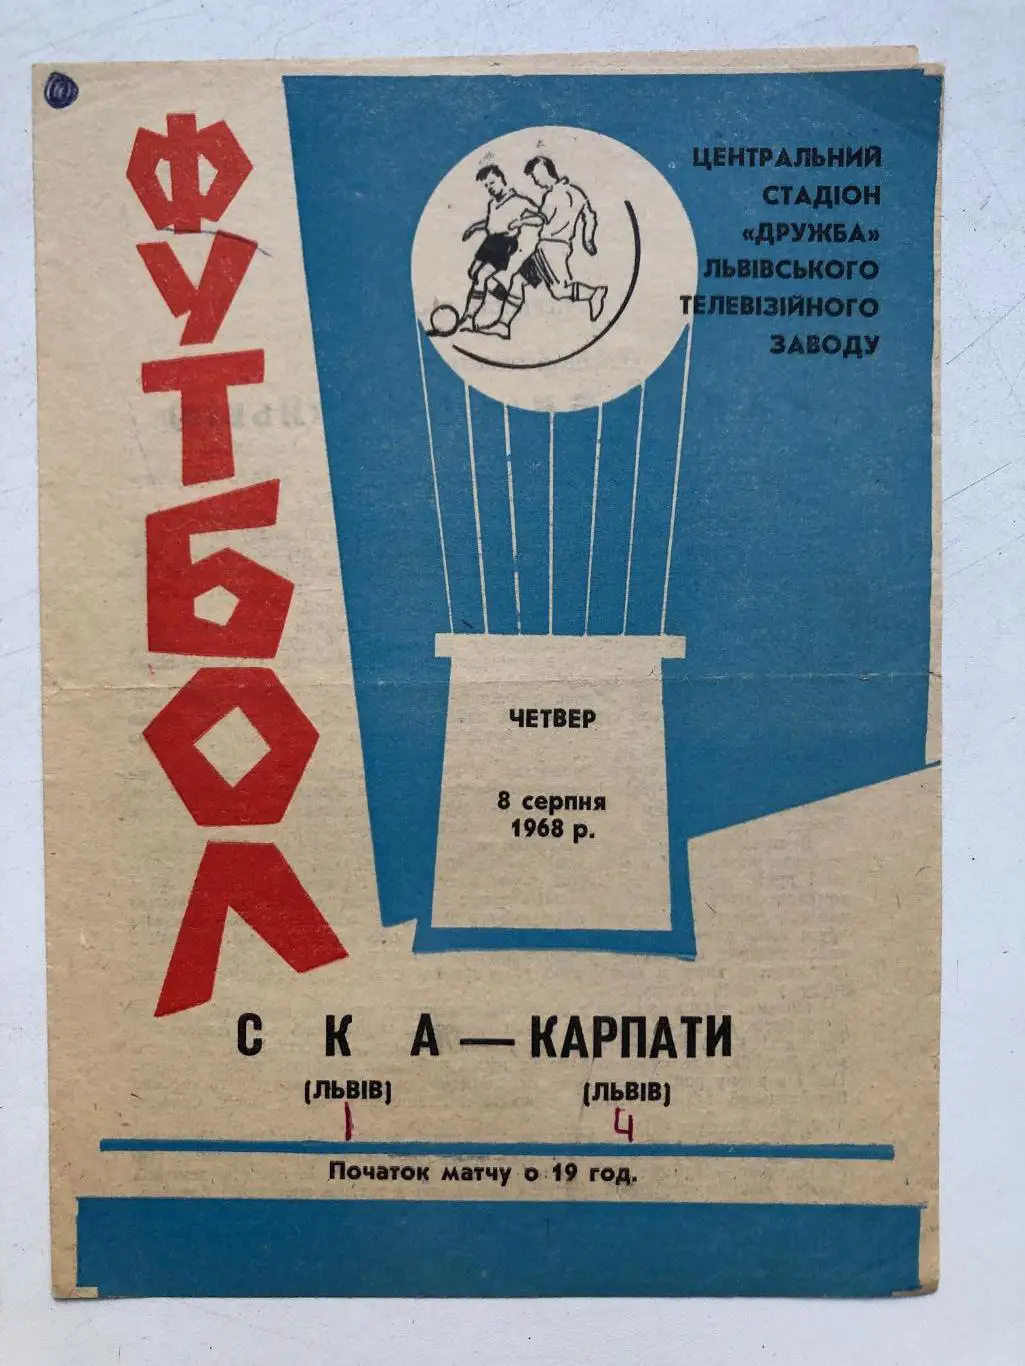 ФУТБОЛ
ЦЕНТРАЛЬНИЙ
СТАДІОН
«ДРУЖБА»
ЛЬВІВСЬКОГО
ТЕЛЕВІЗІЙНОГО
ЗАВОДУ
ЧЕТВЕР
8 серпня
1968 р.
СКА — КАРПАТИ
(ЛЬВІВ) (ЛЬВІВ)
1 4
Початок матчу о 19 год.